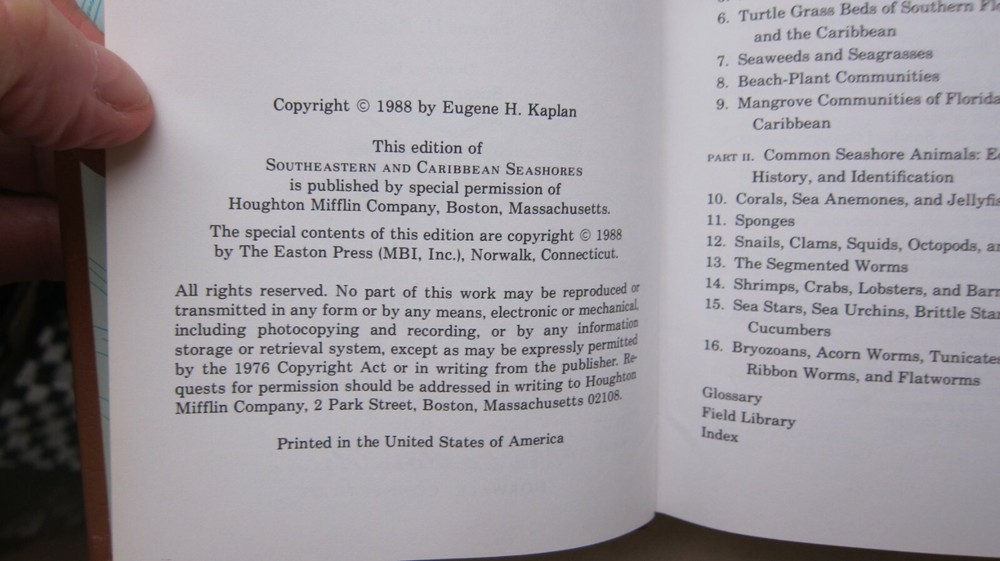 Copyright © 1988 by Eugene H. Kaplan
This edition of
SOUTHEASTERN AND CARIBBEAN SEASHORES
is published by special permission of
Houghton Mifflin Company, Boston, Massachusetts.
The special contents of this edition are copyright © 1988
by The Easton Press (MBI, Inc.), Norwalk, Connecticut.
All rights reserved. No part of this work may be reproduced or
transmitted in any form or by any means, electronic or mechanical,
including photocopying and recording, or by any information
storage or retrieval system, except as may be expressly permitted
by the 1976 Copyright Act or in writing from the publisher. Re-
quests for permission should be addressed in writing to Houghton
Mifflin Company, 2 Park Street, Boston, Massachusetts 02108.
Printed in the United States of America
6. Turtle Grass Beds of Southern
and the Caribbean
7. Seaweeds and Seagrasses
8. Beach-Plant Communities
9. Mangrove Communities of Florida
Caribbean
PART II. Common Seashore Animals:
History, and Identification
10. Corals, Sea Anemones, and
11. Sponges
12. Snails, Clams, Squids, Octopods,
13. The Segmented Worms
14. Shrimps, Crabs, Lobsters, and
15. Sea Stars, Sea Urchins, Brittle
Cucumbers
16. Bryozoans, Acorn Worms,
Ribbon Worms, and Flatworms
Glossary
Field Library
Index